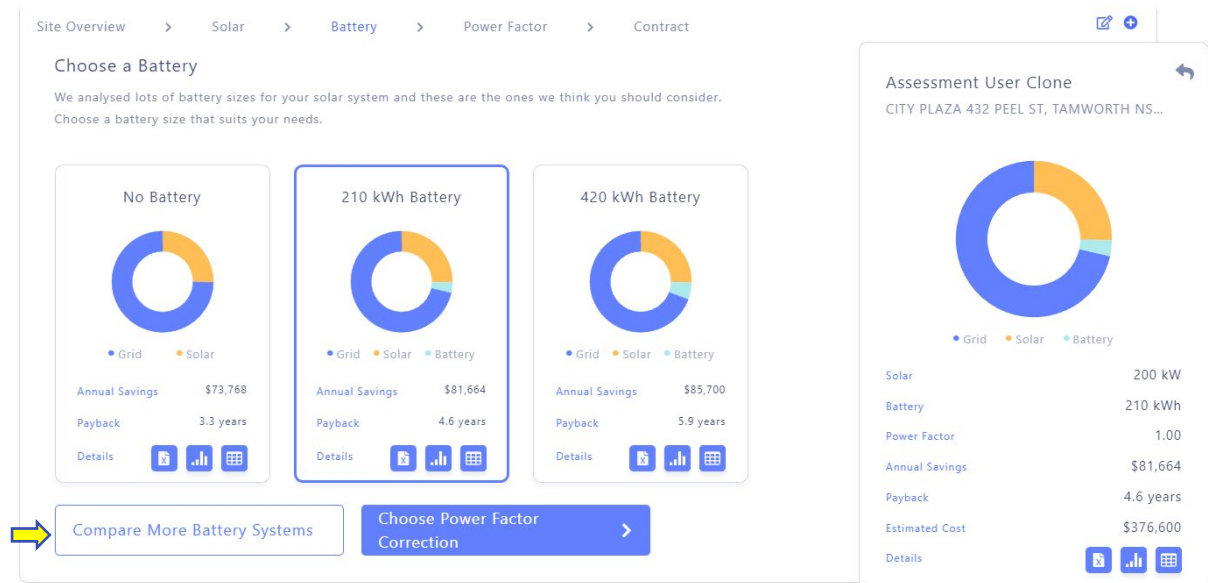 Site Overview > Solar > Battery > Power Factor > Contract
Choose a Battery
We analysed lots of battery sizes for your solar system and these are the ones we think you should consider.
Choose a battery size that suits your needs.
No Battery
Grid Solar
Annual Savings $73,768
Payback 3.3 years
Details
210 kWh Battery
Grid Solar Battery
Annual Savings $81,664
Payback 4.6 years
Details
420 kWh Battery
Grid Solar Battery
Annual Savings $85,700
Payback 5.9 years
Details
Compare More Battery Systems
Choose Power Factor
Correction
Assessment User Clone
CITY PLAZA 432 PEEL ST, TAMWORTH NS...
Grid Solar Battery
Solar 200 kW
Battery 210 kWh
Power Factor 1.00
Annual Savings $81,664
Payback 4.6 years
Estimated Cost $376,600
Details